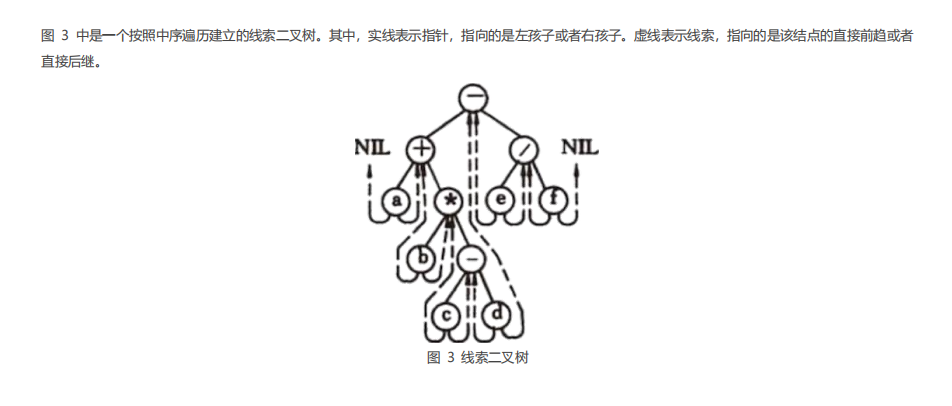 图 3 中是一个按照中序遍历建立的线索二叉树。其中，实线表示指针，指向的是左孩子或者右孩子。虚线表示线索，指向的是该结点的直接前趋或者
直接后继。
−
NIL + / NIL
a * e f
b −
c d
图 3 线索二叉树